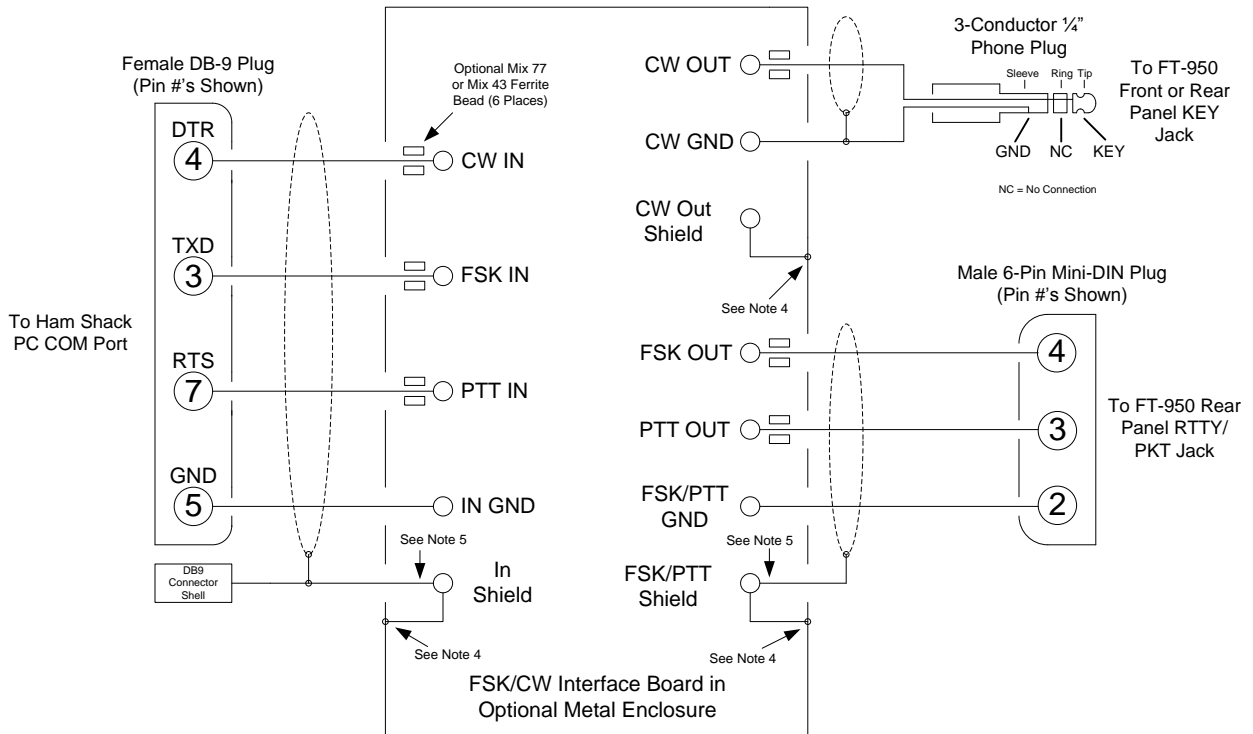 Female DB-9 Plug
(Pin #'s Shown)
DTR
4
TXD
3
RTS
7
GND
5
To Ham Shack
PC COM Port
DB9
Connector
Shell
Optional Mix 77
or Mix 43 Ferrite
Bead (6 Places)
CW IN
FSK IN
PTT IN
IN GND
See Note 5
In
Shield
See Note 4
CW OUT
CW GND
CW Out
Shield
See Note 4
FSK OUT
PTT OUT
FSK/PTT
GND
See Note 5
FSK/PTT
Shield
See Note 4
FSK/CW Interface Board in
Optional Metal Enclosure
3-Conductor ¼”
Phone Plug
Sleeve
Ring
Tip
GND
NC
KEY
NC = No Connection
To FT-950
Front or Rear
Panel KEY
Jack
Male 6-Pin Mini-DIN Plug
(Pin #'s Shown)
4
3
2
To FT-950 Rear
Panel RTTY/
PKT Jack